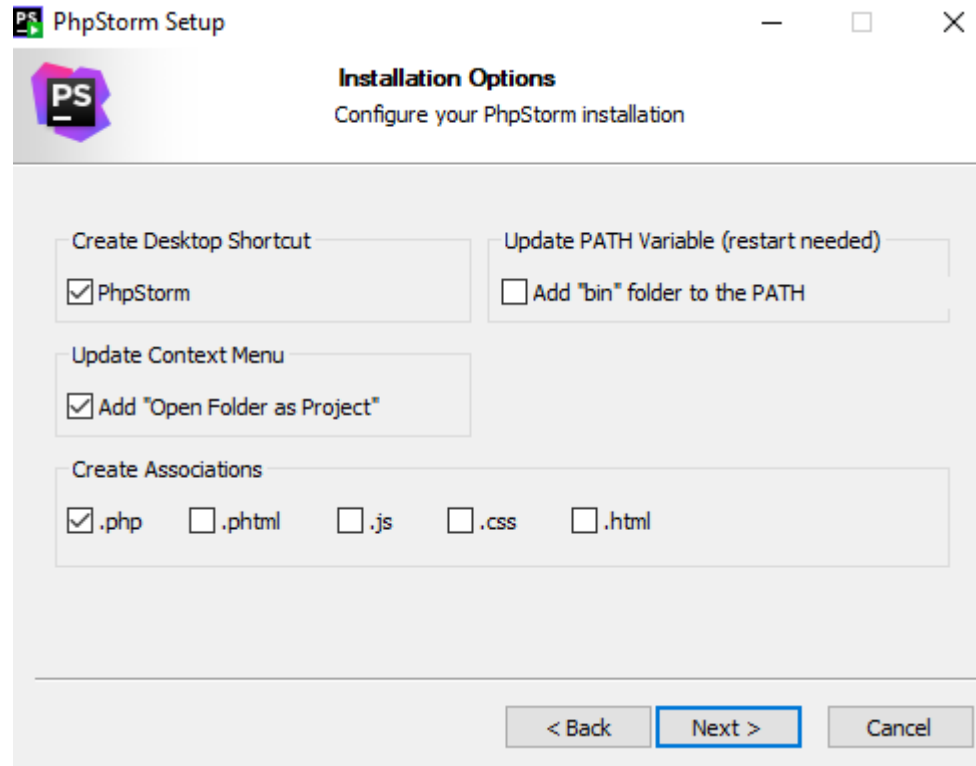 PhpStorm Setup
PS
Installation Options
Configure your PhpStorm installation
Create Desktop Shortcut
PhpStorm
Update PATH Variable (restart needed)
Add "bin" folder to the PATH
Update Context Menu
Add "Open Folder as Project"
Create Associations
.php .phtml .js .css .html
< Back Next > Cancel